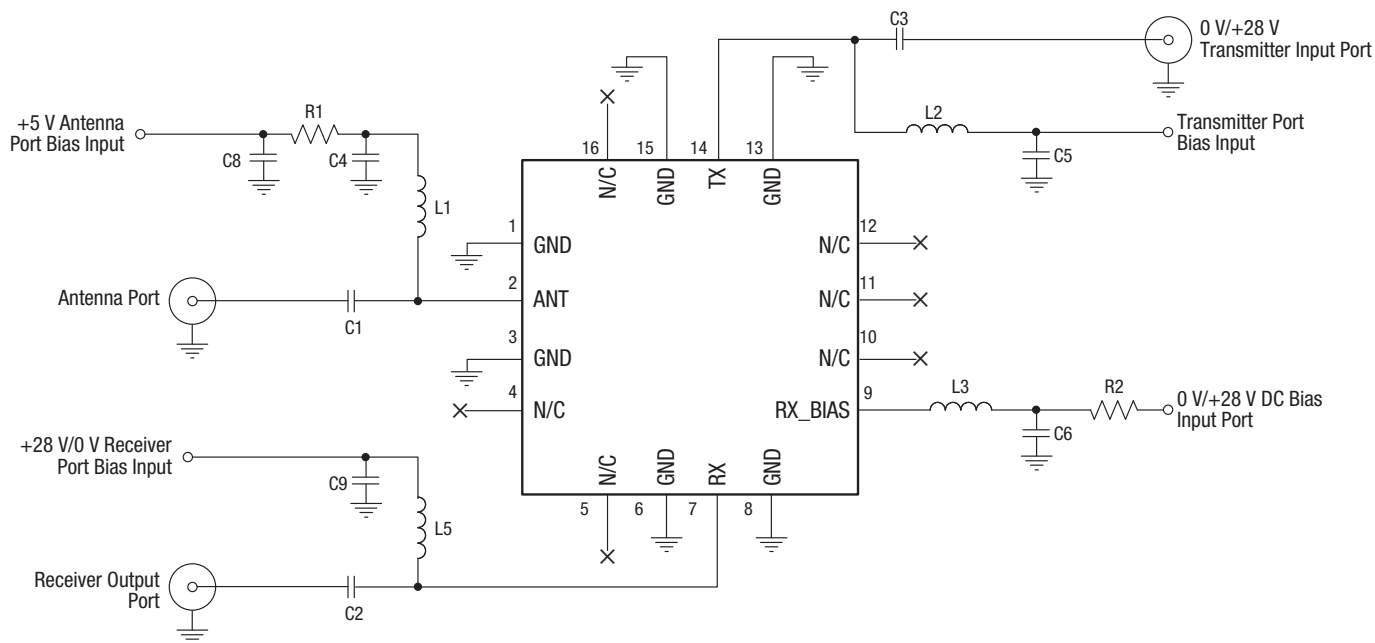 C3
0 V/+28 V
Transmitter Input Port
R1
+5 V Antenna
Port Bias Input
C8
C4
L2
Transmitter Port
Bias Input
C5
16
15
14
13
N/C
GND
TX
GND
L1
1
GND
12
N/C
2
ANT
11
N/C
Antenna Port
C1
3
GND
10
N/C
4
N/C
9
RX_BIAS
L3
R2
0 V/+28 V DC Bias
Input Port
C6
+28 V/0 V Receiver
Port Bias Input
C9
N/C
GND
RX
GND
5
6
7
8
L5
Receiver Output
Port
C2